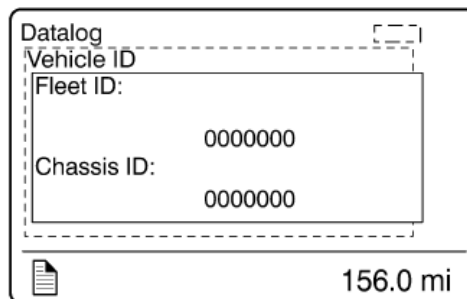 Datalog
Vehicle ID
Fleet ID:
0000000
Chassis ID:
0000000
156.0 mi